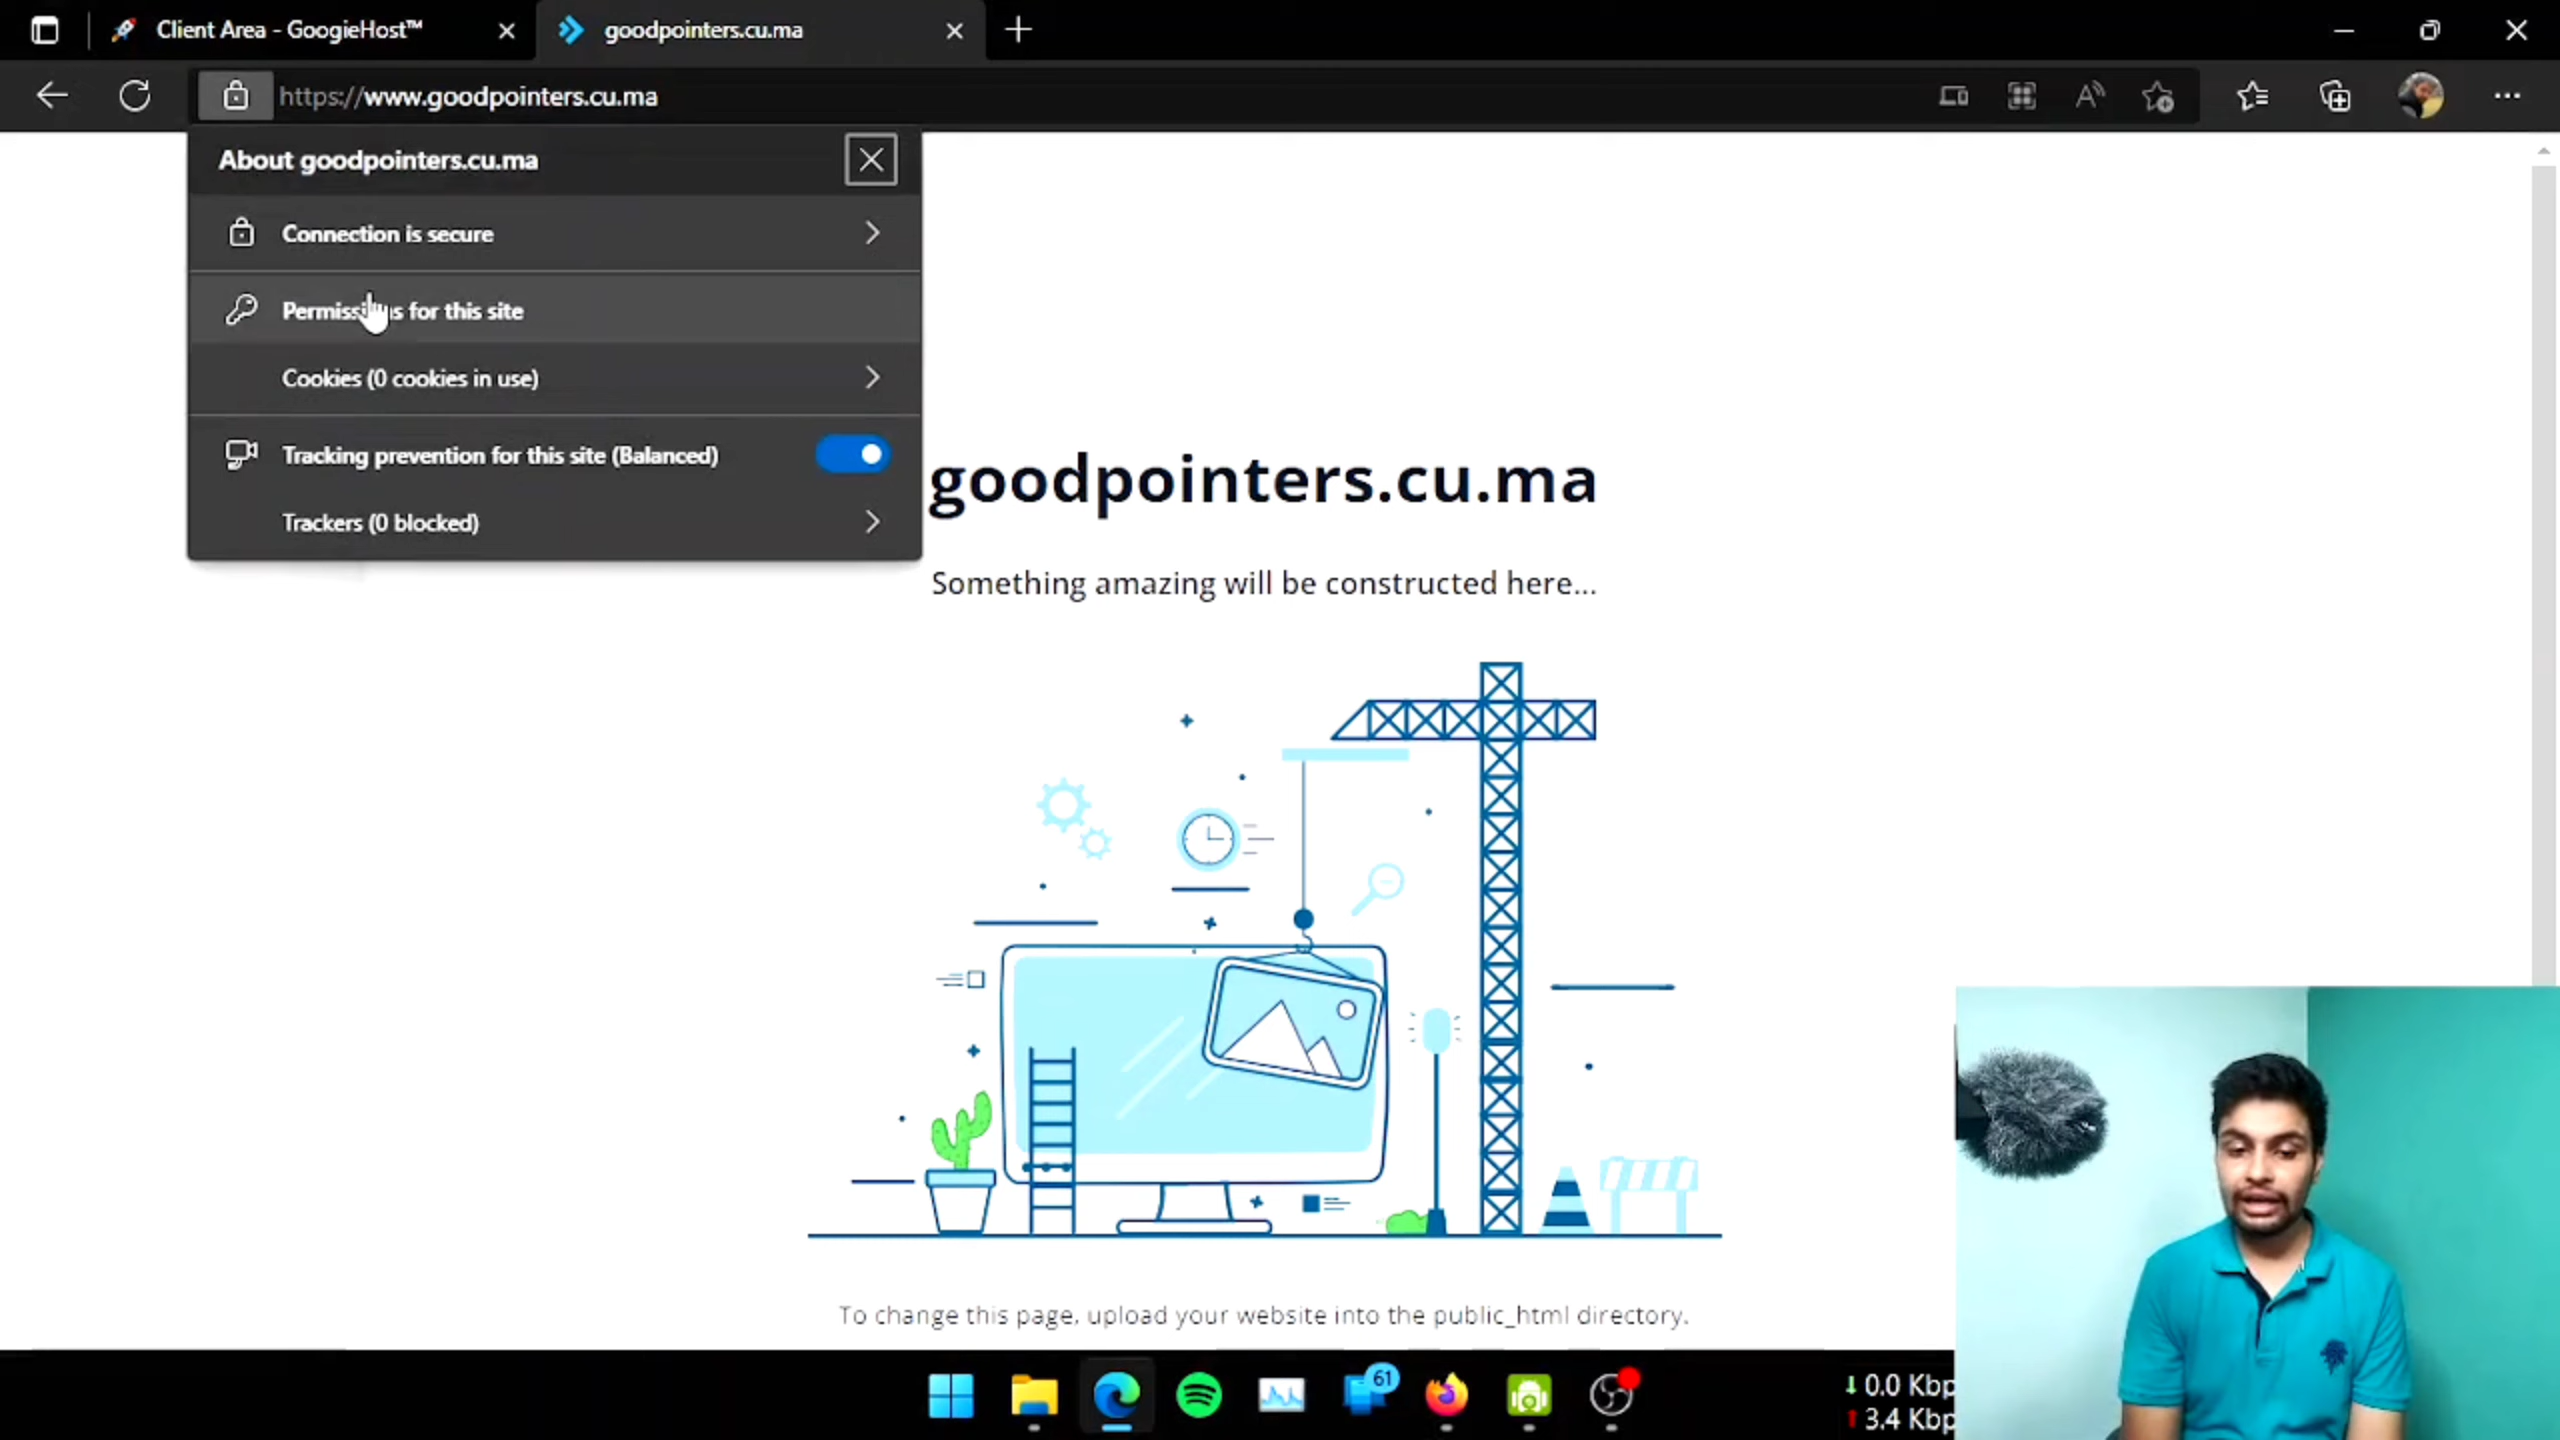 Client Area - GoogieHost™
goodpointers.cu.ma
https://www.goodpointers.cu.ma
About goodpointers.cu.ma
Connection is secure
Permissions for this site
Cookies (0 cookies in use)
Tracking prevention for this site (Balanced)
Trackers (0 blocked)
goodpointers.cu.ma
Something amazing will be constructed here...
To change this page, upload your website into the public_html directory.
61
0.0 Kbp
3.4 Kbp